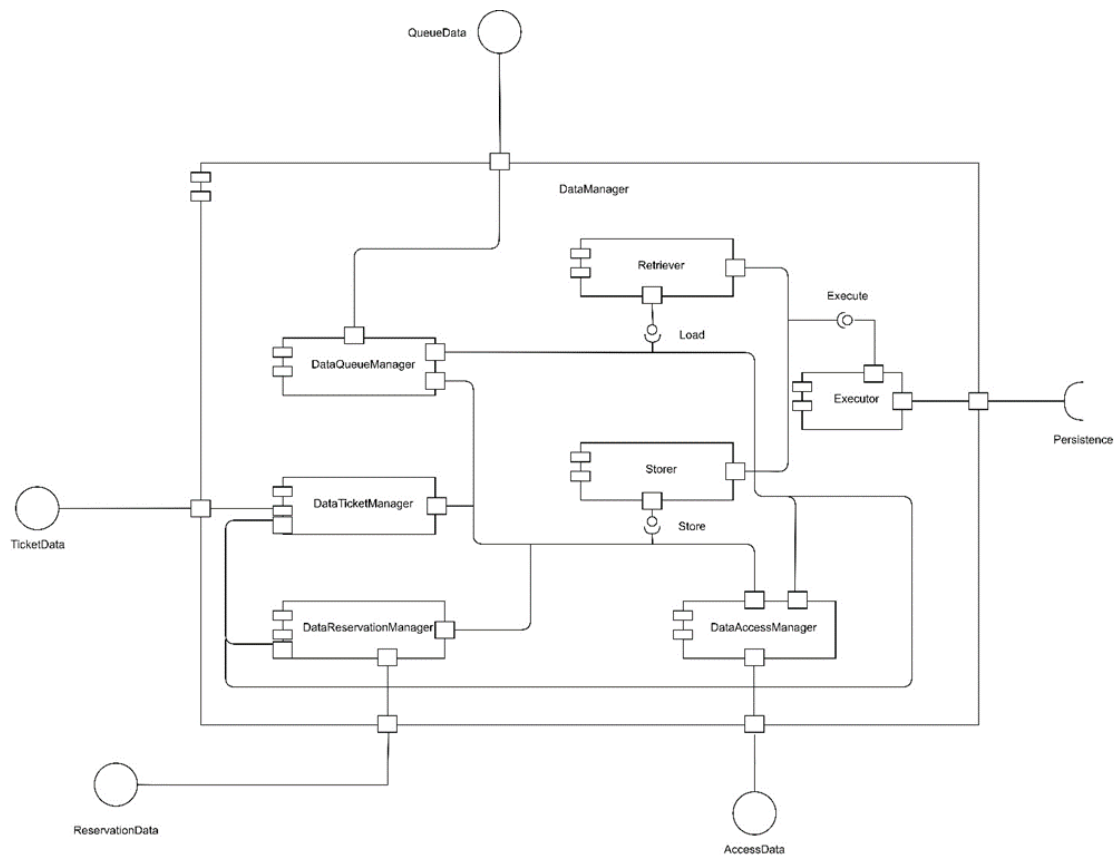 QueueData
DataManager
Retriever
Execute
Load
DataQueueManager
Executor
Persistence
Storer
DataTicketManager
Store
TicketData
DataReservationManager
DataAccessManager
ReservationData
AccessData